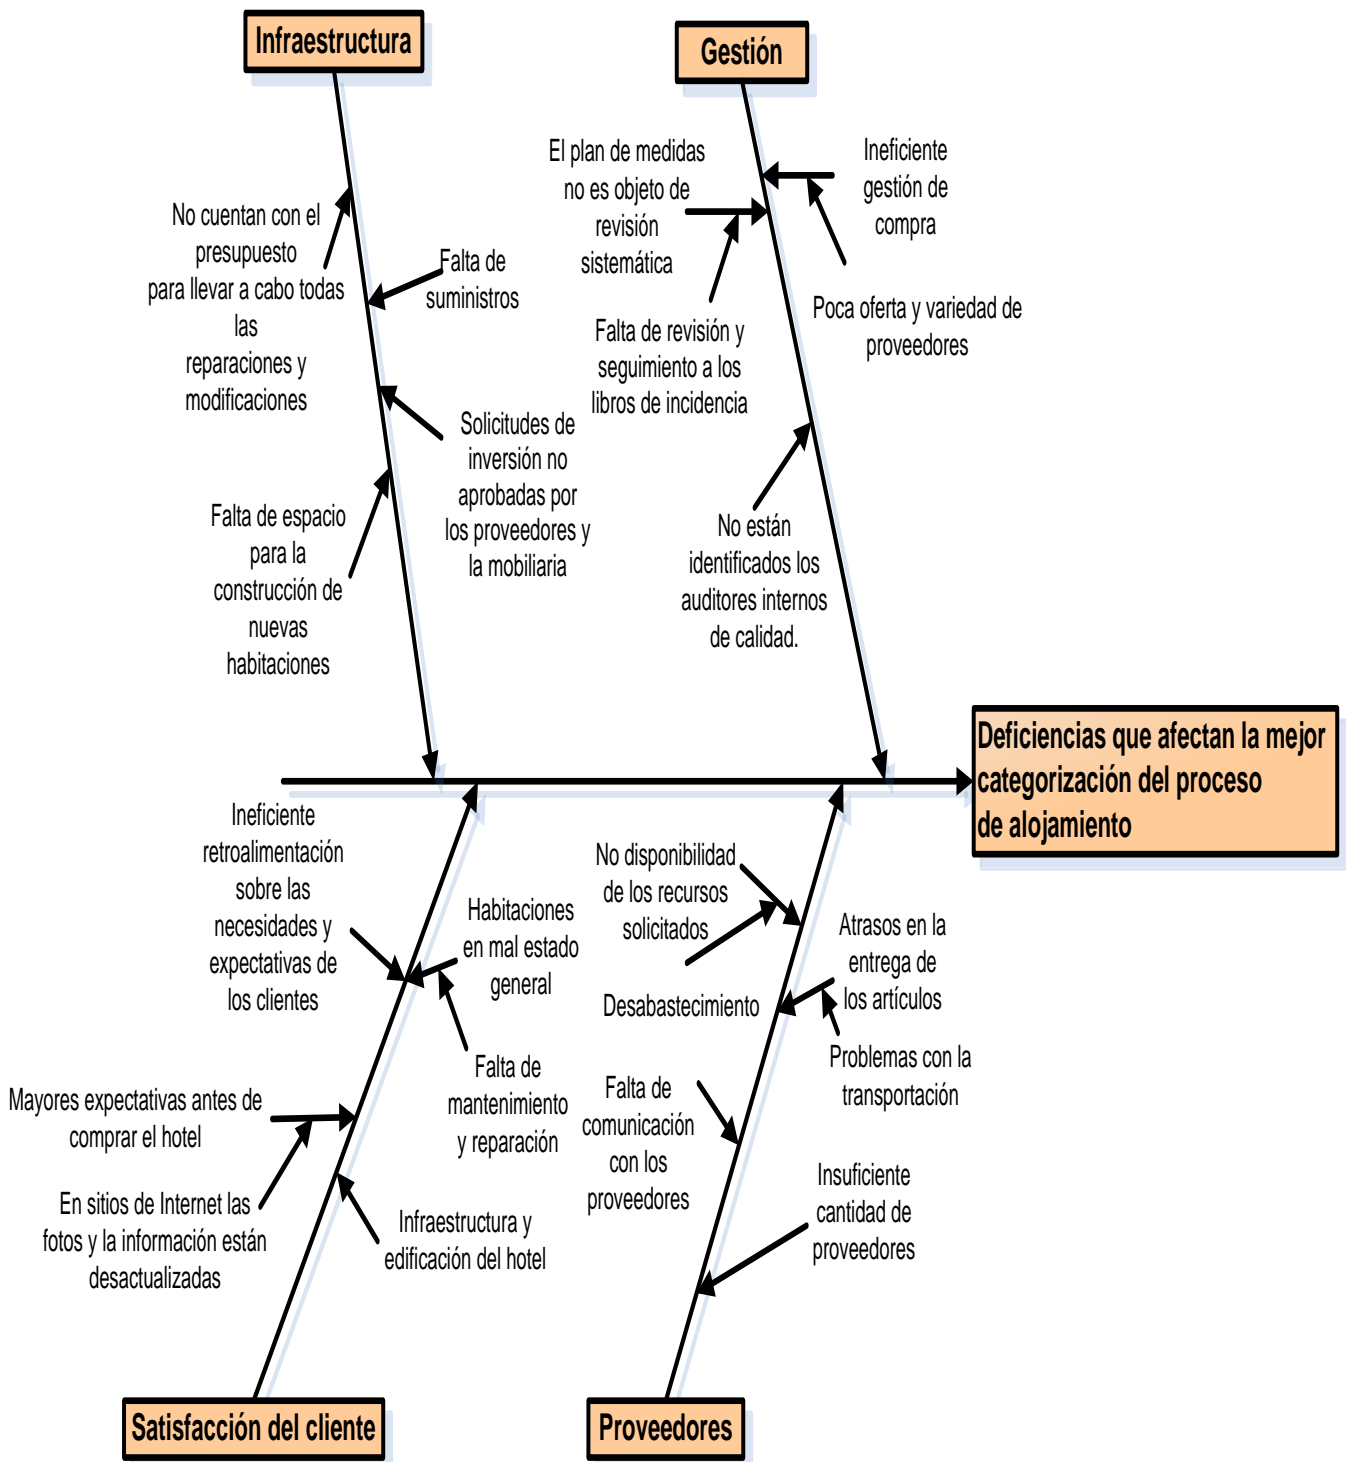 Infraestructura
Gestión
No cuentan con el
presupuesto
para llevar a cabo todas
las
reparaciones y
modificaciones
Falta de
suministros
Solicitudes de
inversión no
aprobadas por
los proveedores y
la mobiliaria
Falta de espacio
para la
construcción de
nuevas
habitaciones
El plan de medidas
no es objeto de
revisión
sistemática
Ineficiente
gestión de
compra
Falta de revisión y
seguimiento a los
libros de incidencia
Poca oferta y variedad de
proveedores
No están
identificados los
auditores internos
de calidad.
Deficiencias que afectan la mejor
categorización del proceso
de alojamiento
Ineficiente
retroalimentación
sobre las
necesidades y
expectativas de
los clientes
Habitaciones
en mal estado
general
Falta de
mantenimiento
y reparación
Mayores expectativas antes de
comprar el hotel
En sitios de Internet las
fotos y la información están
desactualizadas
Infraestructura y
edificación del hotel
No disponibilidad
de los recursos
solicitados
Desabastecimiento
Atrasos en la
entrega de
los artículos
Problemas con la
transportación
Falta de
comunicación
con los
proveedores
Insuficiente
cantidad de
proveedores
Satisfacción del cliente
Proveedores